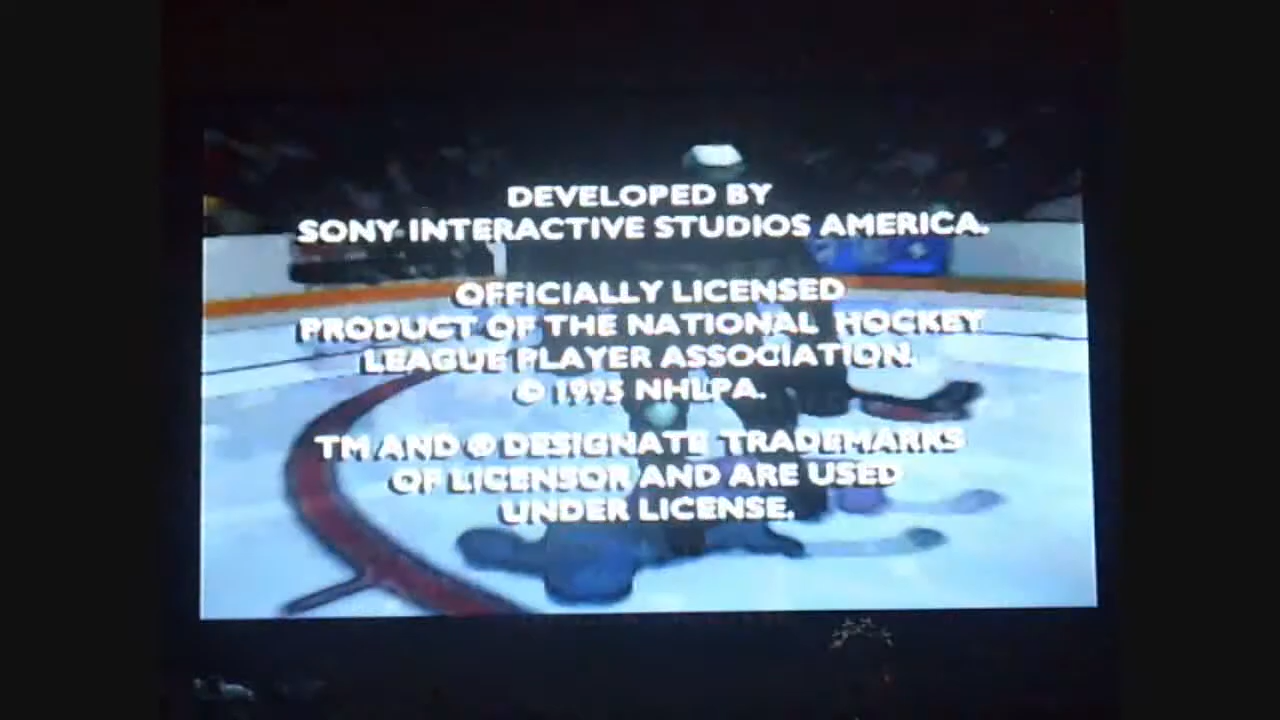 DEVELOPED BY
SONY INTERACTIVE STUDIOS AMERICA.
OFFICIALLY LICENSED
PRODUCT OF THE NATIONAL HOCKEY
LEAGUE PLAYER ASSOCIATION.
© 1995 NHLPA.
TM AND ® DESIGNATE TRADEMARKS
OF LICENSOR AND ARE USED
UNDER LICENSE.